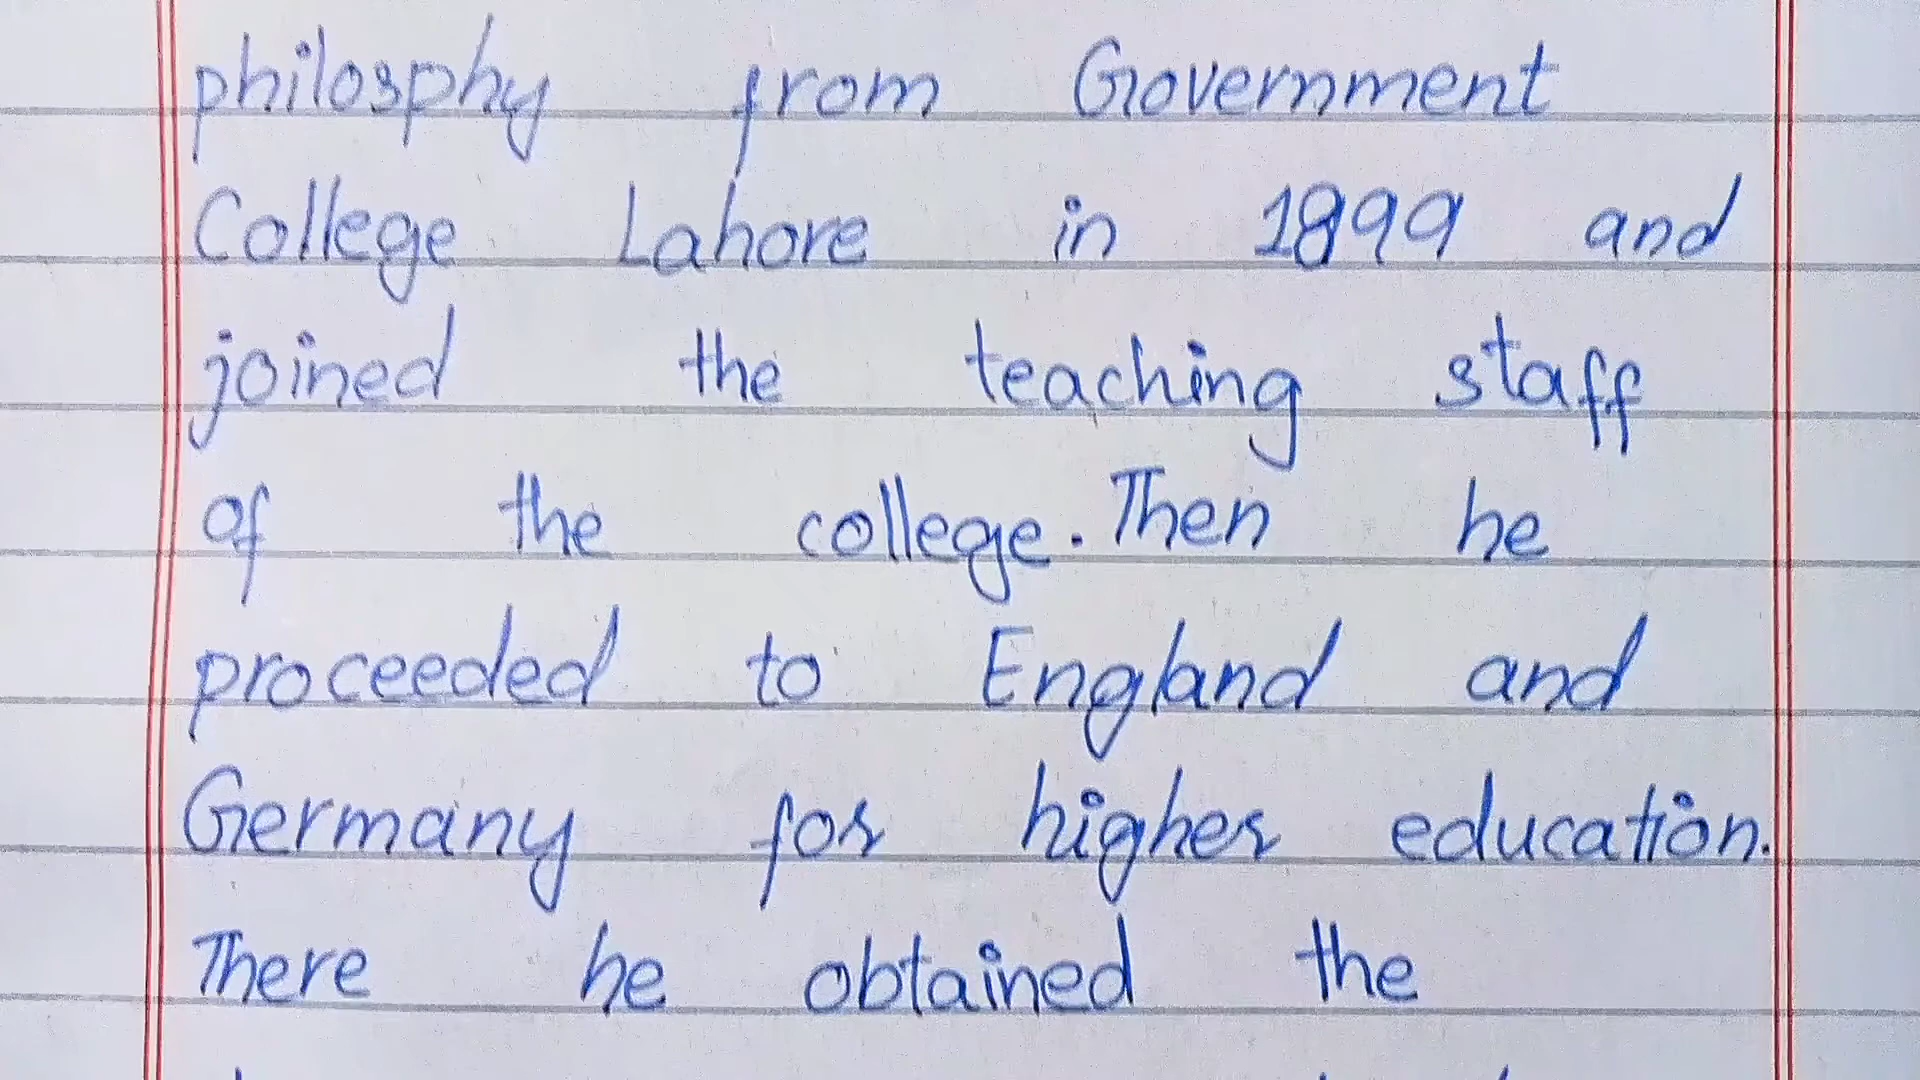 philosphy from Government
College Lahore in 1899 and
joined the teaching staff
of the college. Then he
proceeded to England and
Germany for higher education.
There he obtained the